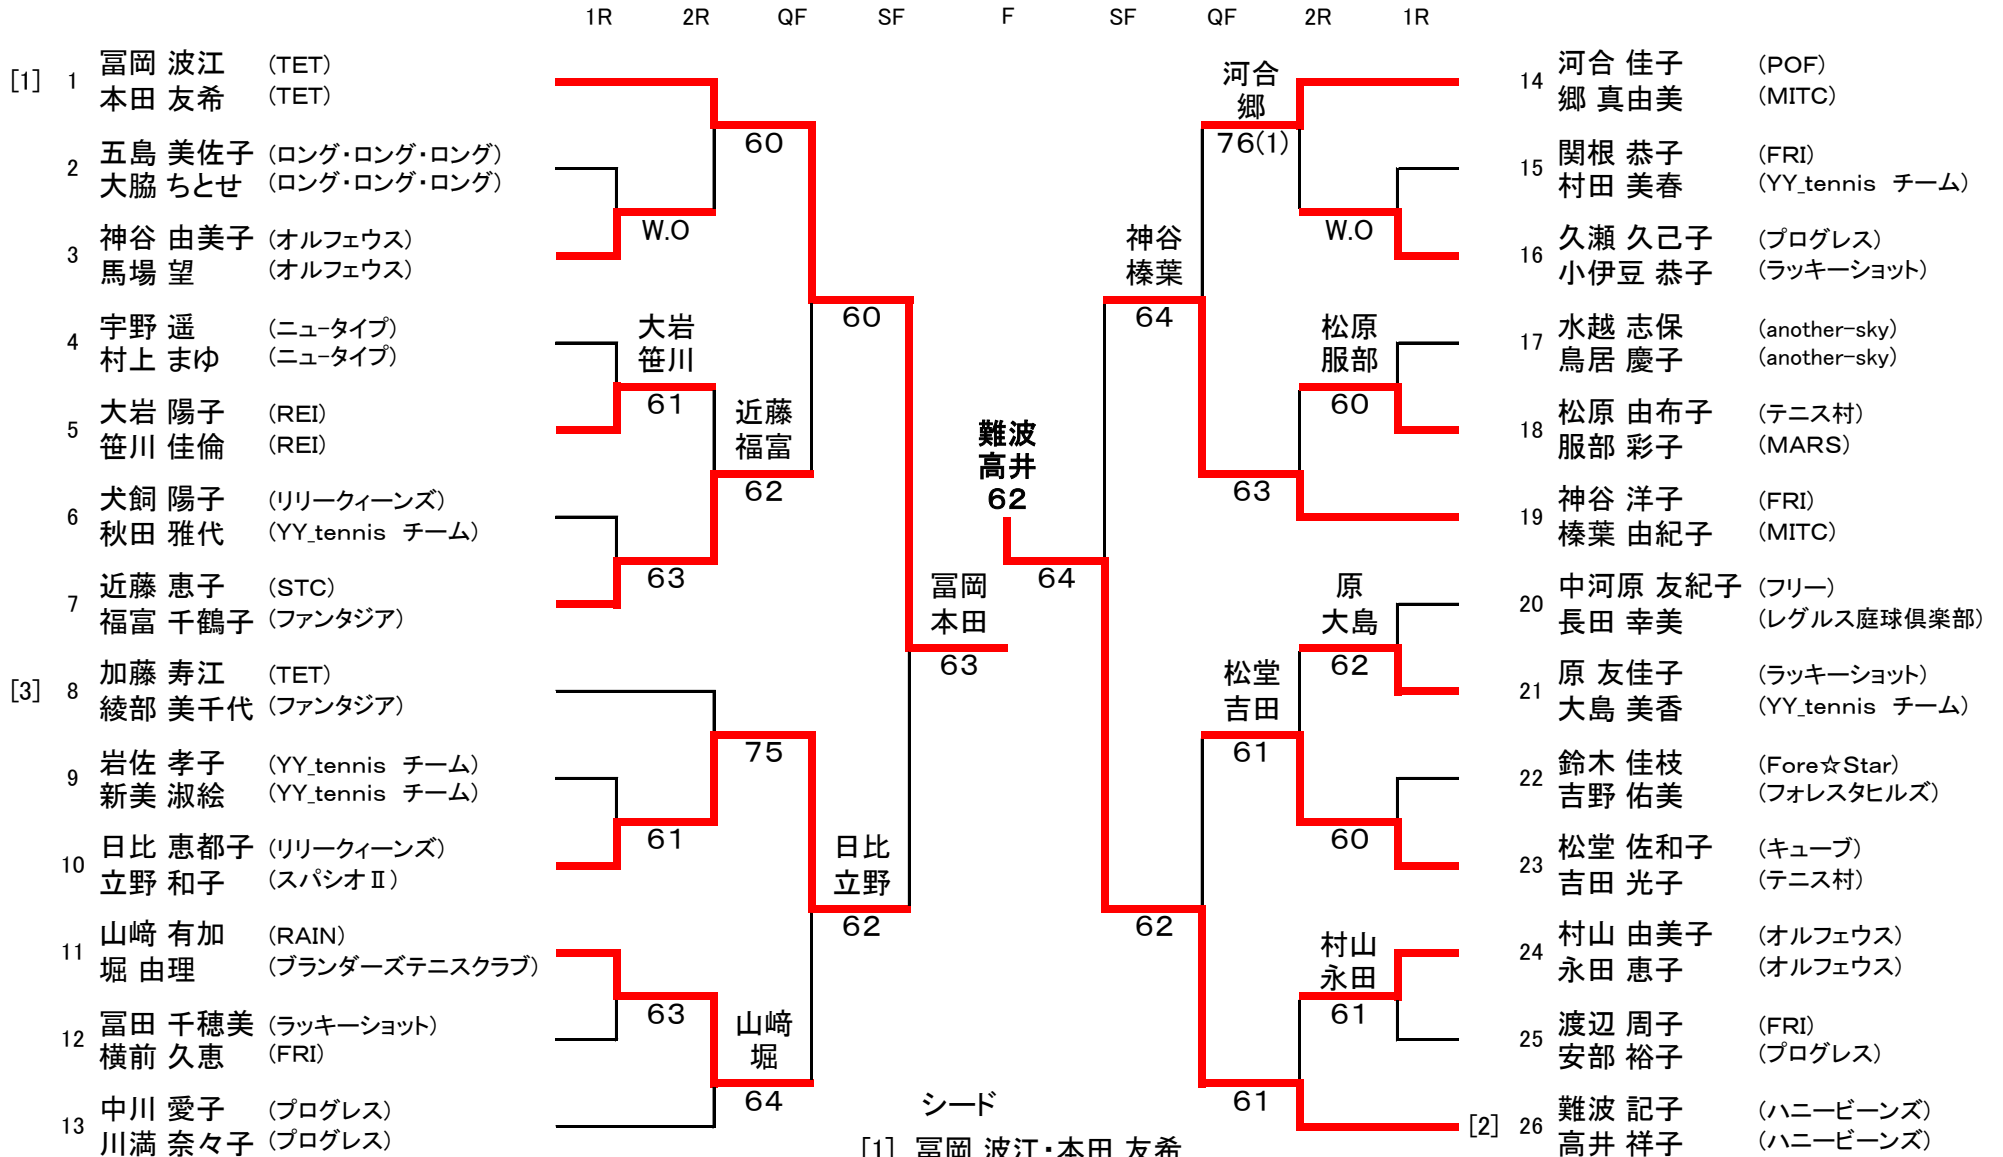 1R 2R QF SF F SF QF 2R 1R
[1] 1 冨岡 波江 (TET)
本田 友希 (TET)
2 五島 美佐子 (ロング・ロング・ロング)
大脇 ちとせ (ロング・ロング・ロング)
3 神谷 由美子 (オルフェウス)
馬場 望 (オルフェウス)
4 宇野 遥 (ニュータイプ)
村上 まゆ (ニュータイプ)
5 大岩 陽子 (REI)
笹川 佳倫 (REI)
6 犬飼 陽子 (リリークィーンズ)
秋田 雅代 (YY_tennis チーム)
7 近藤 恵子 (STC)
福富 千鶴子 (ファンタジア)
[3] 8 加藤 寿江 (TET)
綾部 美千代 (ファンタジア)
9 岩佐 孝子 (YY_tennis チーム)
新美 淑絵 (YY_tennis チーム)
10 日比 恵都子 (リリークィーンズ)
立野 和子 (スパシオⅡ)
11 山﨑 有加 (RAIN)
堀 由理 (ブランダーズテニスクラブ)
12 冨田 千穂美 (ラッキーショット)
横前 久恵 (FRI)
13 中川 愛子 (プログレス)
川満 奈々子 (プログレス)
W.O
大岩
笹川
61
63
61
63
60
近藤
福富
62
75
山﨑
堀
64
60
日比
立野
62
冨岡
本田
63
難波
高井
62
64
神谷
榛葉
64
62
河合
郷
76(1)
63
松堂
吉田
61
61
W.O
松原
服部
60
原
大島
62
60
村山
永田
61
14 河合 佳子 (POF)
郷 真由美 (MITC)
15 関根 恭子 (FRI)
村田 美春 (YY_tennis チーム)
16 久瀬 久己子 (プログレス)
小伊豆 恭子 (ラッキーショット)
17 水越 志保 (another-sky)
鳥居 慶子 (another-sky)
18 松原 由布子 (テニス村)
服部 彩子 (MARS)
19 神谷 洋子 (FRI)
榛葉 由紀子 (MITC)
20 中河原 友紀子 (フリー)
長田 幸美 (レグルス庭球倶楽部)
21 原 友佳子 (ラッキーショット)
大島 美香 (YY_tennis チーム)
22 鈴木 佳枝 (Fore☆Star)
吉野 佑美 (フォレスタヒルズ)
23 松堂 佐和子 (キューブ)
吉田 光子 (テニス村)
24 村山 由美子 (オルフェウス)
永田 恵子 (オルフェウス)
25 渡辺 周子 (FRI)
安部 裕子 (プログレス)
[2] 26 難波 記子 (ハニービーンズ)
高井 祥子 (ハニービーンズ)
シード
[1] 冨岡 波江・本田 友希